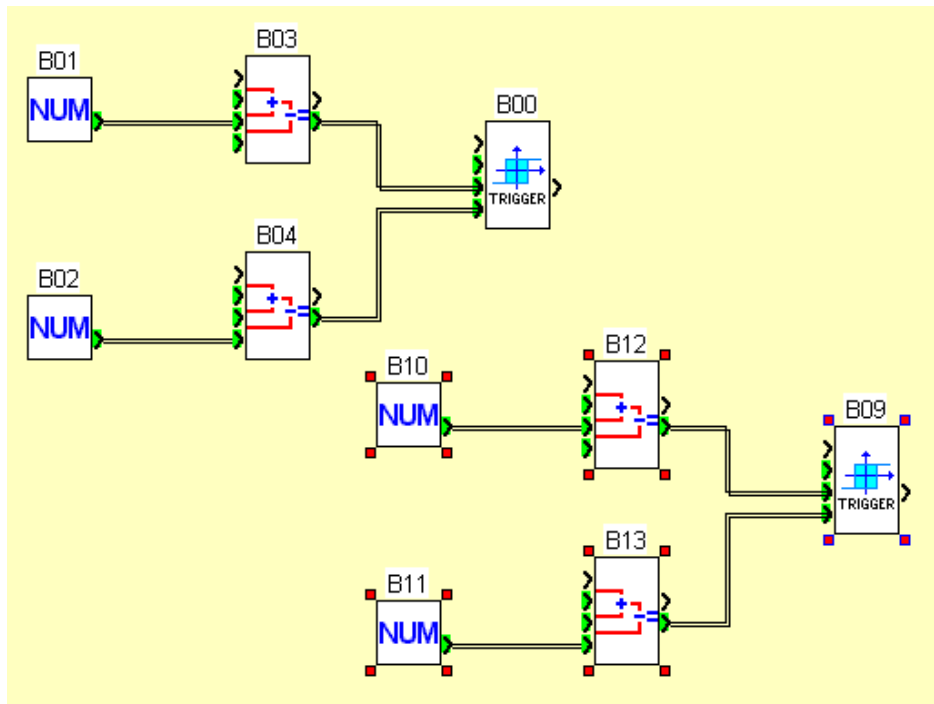 B03
B01
NUM
B00
TRIGGER
B04
B02
NUM
B12
B10
NUM
B09
TRIGGER
B13
B11
NUM